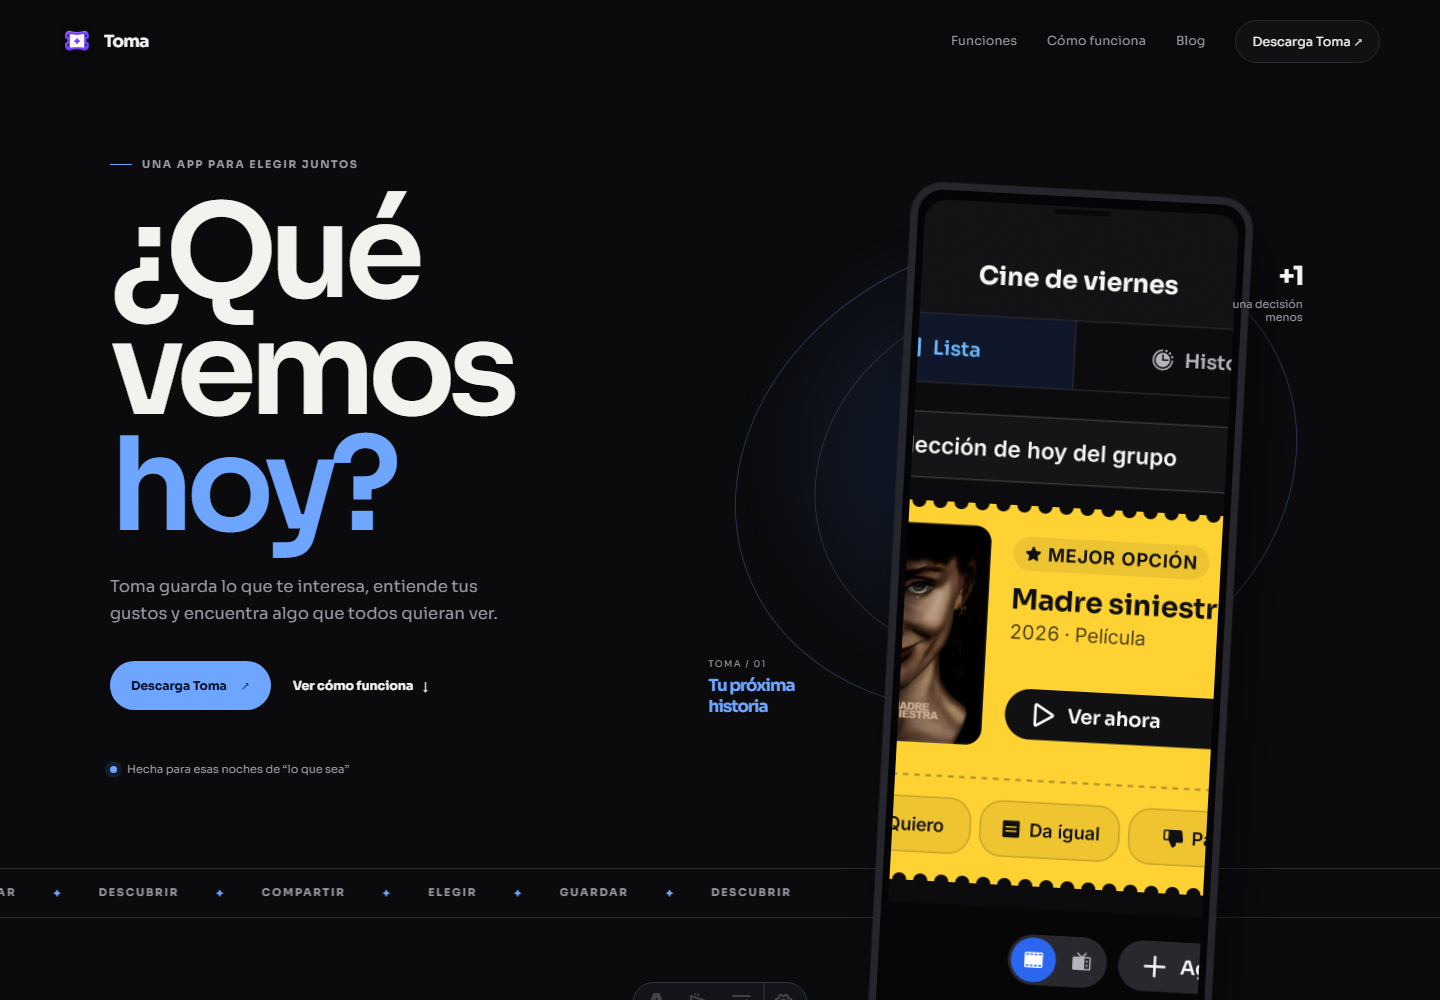 Toma
Funciones
Cómo funciona
Blog
Descarga Toma ↗
UNA APP PARA ELEGIR JUNTOS
¿Qué
vemos
hoy?
Toma guarda lo que te interesa, entiende tus
gustos y encuentra algo que todos quieran ver.
Descarga Toma ↗
Ver cómo funciona ↓
Hecha para esas noches de “lo que sea”
TOMA / 01
Tu próxima
historia
+1
una decisión
menos
Cine de viernes
Lista
Histo
lección de hoy del grupo
MEJOR OPCIÓN
Madre siniestr
2026 · Película
Ver ahora
Quiero
Da igual
DESCUBRIR
COMPARTIR
ELEGIR
GUARDAR
DESCUBRIR